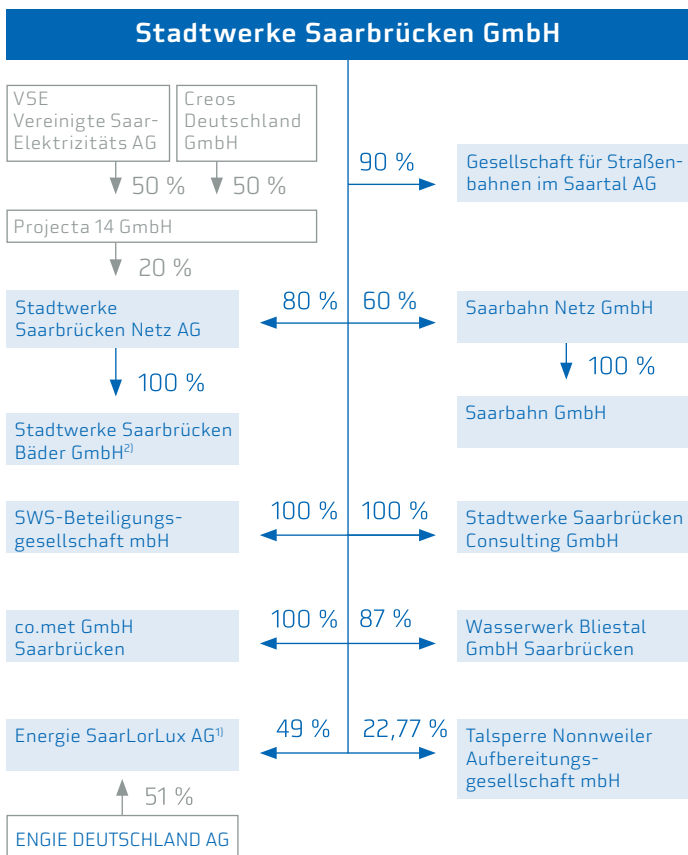 Stadtwerke Saarbrücken GmbH
VSE
Vereinigte Saar-
Elektrizitäts AG
Creos
Deutschland
GmbH
50 %
50 %
90 %
Gesellschaft für Straßen-
bahnen im Saartal AG
Projecta 14 GmbH
20 %
Stadtwerke
Saarbrücken Netz AG
80 %
60 %
Saarbahn Netz GmbH
100 %
100 %
Stadtwerke Saarbrücken
Bäder GmbH2)
Saarbahn GmbH
SWS-Beteiligungs-
gesellschaft mbH
100 %
100 %
Stadtwerke Saarbrücken
Consulting GmbH
co.met GmbH
Saarbrücken
100 %
87 %
Wasserwerk Bliestal
GmbH Saarbrücken
Energie SaarLorLux AG1)
49 %
22,77 %
Talsperre Nonnweiler
Aufbereitungs-
gesellschaft mbH
51 %
ENGIE DEUTSCHLAND AG